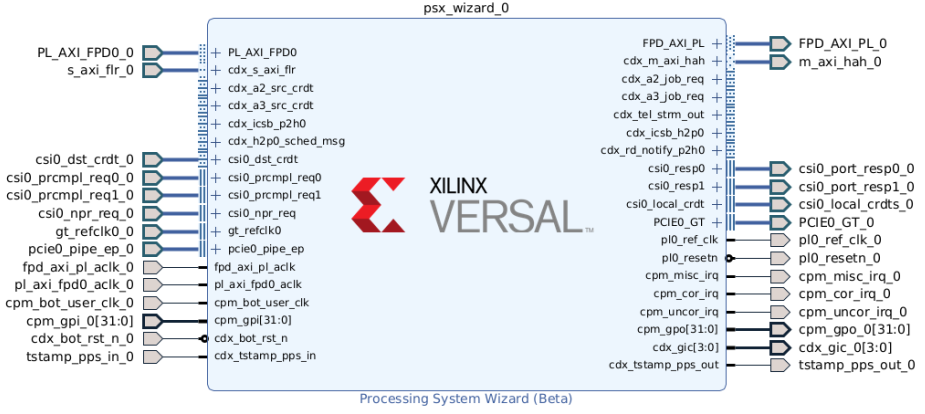 psx_wizard_0
PL_AXI_FPD0_0
s_axi_flr_0
csi0_dst_crdt_0
csi0_prcmpl_req0_0
csi0_prcmpl_req1_0
csi0_npr_req_0
gt_refclk0_0
pcie0_pipe_ep_0
fpd_axi_pl_aclk_0
pl_axi_fpd0_aclk_0
cpm_bot_user_clk_0
cpm_gpi_0[31:0]
cdx_bot_rst_n_0
tstamp_pps_in_0
PL_AXI_FPD0
cdx_s_axi_flr
cdx_a2_src_crdt
cdx_a3_src_crdt
cdx_icsb_p2h0
cdx_h2p0_sched_msg
csi0_dst_crdt
csi0_prcmpl_req0
csi0_prcmpl_req1
csi0_npr_req
gt_refclk0
pcie0_pipe_ep
fpd_axi_pl_aclk
pl_axi_fpd0_aclk
cpm_bot_user_clk
cpm_gpi[31:0]
cdx_bot_rst_n
cdx_tstamp_pps_in
XILINX
VERSAL
FPD_AXI_PL
cdx_m_axi_hah
cdx_a2_job_req
cdx_a3_job_req
cdx_tel_strm_out
cdx_icsb_h2p0
cdx_rd_notify_p2h0
csi0_resp0
csi0_resp1
csi0_local_crdt
PCIE0_GT
pl0_ref_clk
pl0_resetn
cpm_misc_irq
cpm_cor_irq
cpm_uncor_irq
cpm_gpo[31:0]
cdx_gic[3:0]
cdx_tstamp_pps_out
FPD_AXI_PL_0
m_axi_hah_0
csi0_port_resp0_0
csi0_port_resp1_0
csi0_local_crdts_0
PCIE0_GT_0
pl0_ref_clk_0
pl0_resetn_0
cpm_misc_irq_0
cpm_cor_irq_0
cpm_uncor_irq_0
cpm_gpo_0[31:0]
cdx_gic_0[3:0]
tstamp_pps_out_0
Processing System Wizard (Beta)